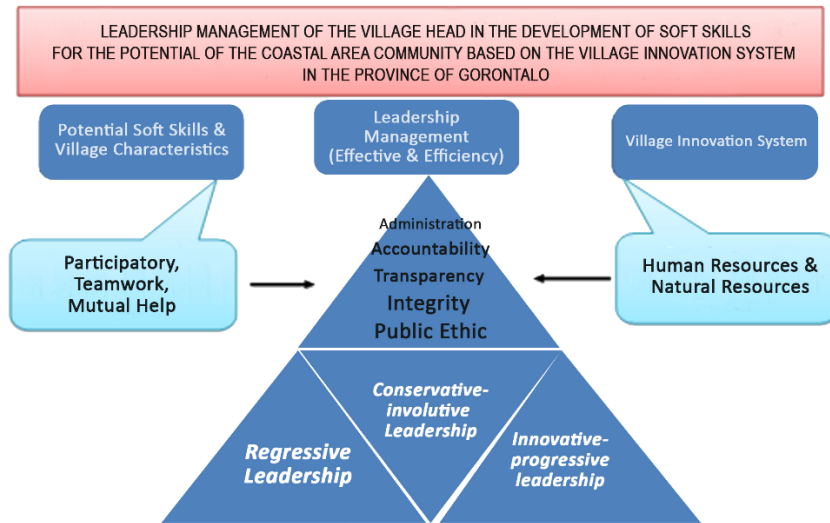 LEADERSHIP MANAGEMENT OF THE VILLAGE HEAD IN THE DEVELOPMENT OF SOFT SKILLS
FOR THE POTENTIAL OF THE COASTAL AREA COMMUNITY BASED ON THE VILLAGE INNOVATION SYSTEM
IN THE PROVINCE OF GORONTALO
Potential Soft Skills &
Village Characteristics
Leadership
Management
(Effective & Efficiency)
Village Innovation System
Participatory,
Teamwork,
Mutual Help
Administration
Accountability
Transparency
Integrity
Public Ethic
Human Resources &
Natural Resources
Regressive
Leadership
Conservative-
involutive
Leadership
Innovative-
progressive
leadership